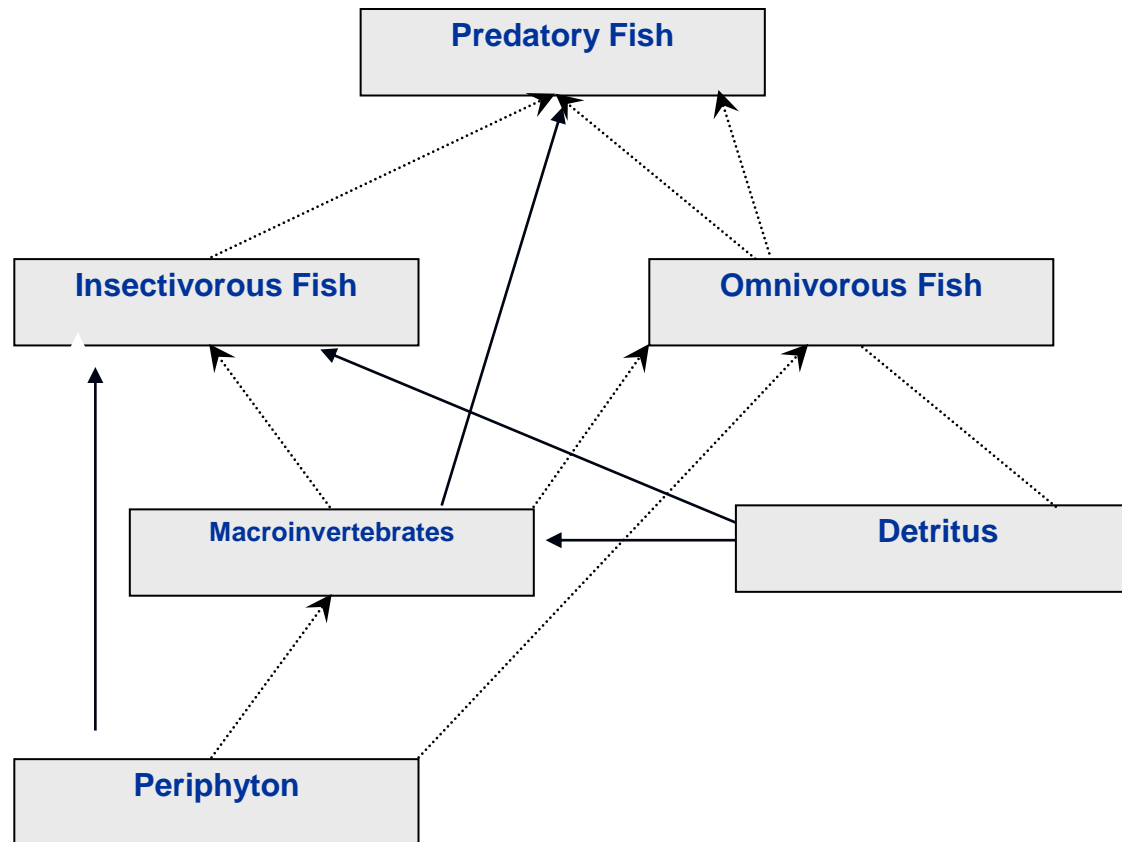 Predatory Fish
Insectivorous Fish
Omnivorous Fish
Macroinvertebrates
Detritus
Periphyton